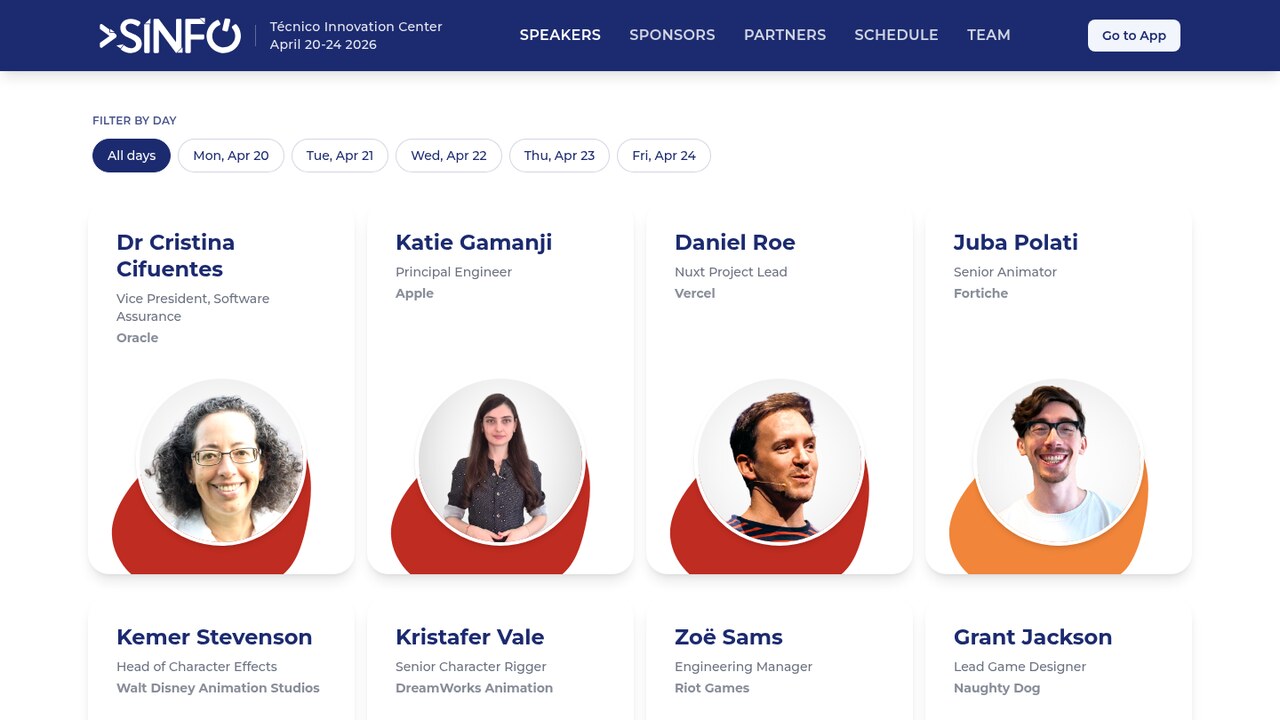 SINFO
Técnico Innovation Center
April 20-24 2026
SPEAKERS
SPONSORS
PARTNERS
SCHEDULE
TEAM
Go to App
FILTER BY DAY
All days
Mon, Apr 20
Tue, Apr 21
Wed, Apr 22
Thu, Apr 23
Fri, Apr 24
Dr Cristina
Cifuentes
Vice President, Software
Assurance
Oracle
Katie Gamanji
Principal Engineer
Apple
Daniel Roe
Nuxt Project Lead
Vercel
Juba Polati
Senior Animator
Fortiche
Kemer Stevenson
Head of Character Effects
Walt Disney Animation Studios
Kristafer Vale
Senior Character Rigger
DreamWorks Animation
Zoë Sams
Engineering Manager
Riot Games
Grant Jackson
Lead Game Designer
Naughty Dog